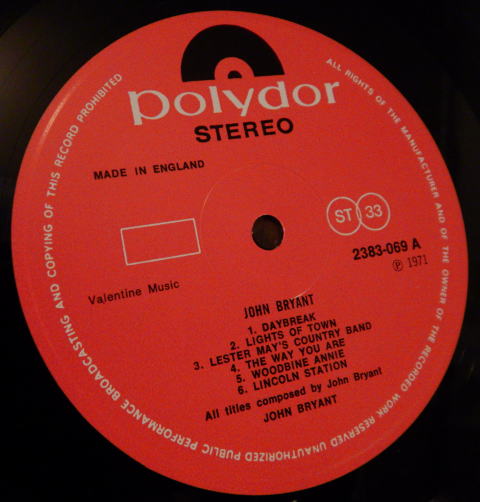 polydor
STEREO
MADE IN ENGLAND
ST 33
2383-069 A
℗ 1971
Valentine Music
JOHN BRYANT
1. DAYBREAK
2. LIGHTS OF TOWN
3. LESTER MAY'S COUNTRY BAND
4. THE WAY YOU ARE
5. WOODBINE ANNIE
6. LINCOLN STATION
All titles composed by John Bryant
JOHN BRYANT
ALL RIGHTS OF THE MANUFACTURER AND OF THE OWNER OF THE RECORDED WORK RESERVED UNAUTHORIZED PUBLIC PERFORMANCE BROADCASTING AND COPYING OF THIS RECORD PROHIBITED